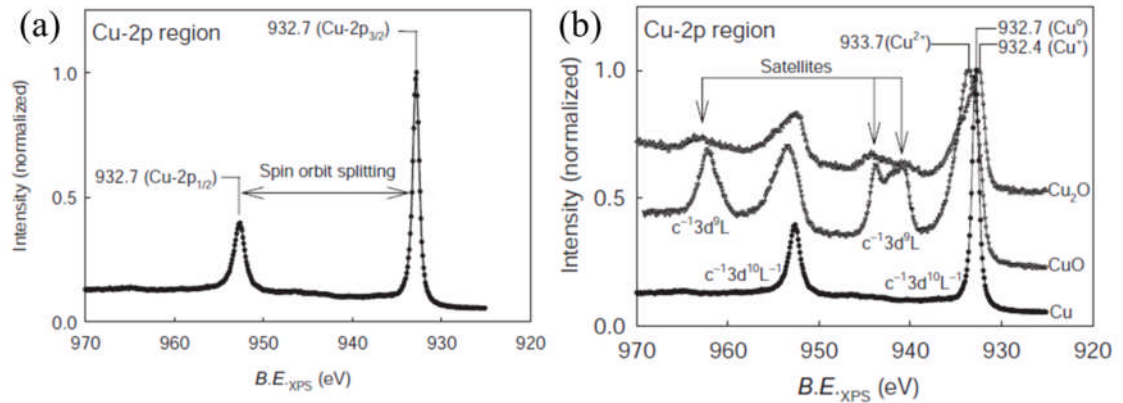 (a)
Cu-2p region
932.7 (Cu-2p3/2)
932.7 (Cu-2p1/2)
Spin orbit splitting
Intensity (normalized)
1.0
0.5
0.0
970
960
950
940
930
920
B.E.XPS (eV)
(b)
Cu-2p region
932.7 (Cu⁰)
933.7(Cu²⁺)
932.4 (Cu⁺)
Satellites
Intensity (normalized)
1.0
0.5
0.0
Cu₂O
c⁻¹3d⁹L
c⁻¹3d⁹L
CuO
c⁻¹3d¹⁰L⁻¹
c⁻¹3d¹⁰L⁻¹
Cu
970
960
950
940
930
920
B.E.XPS (eV)